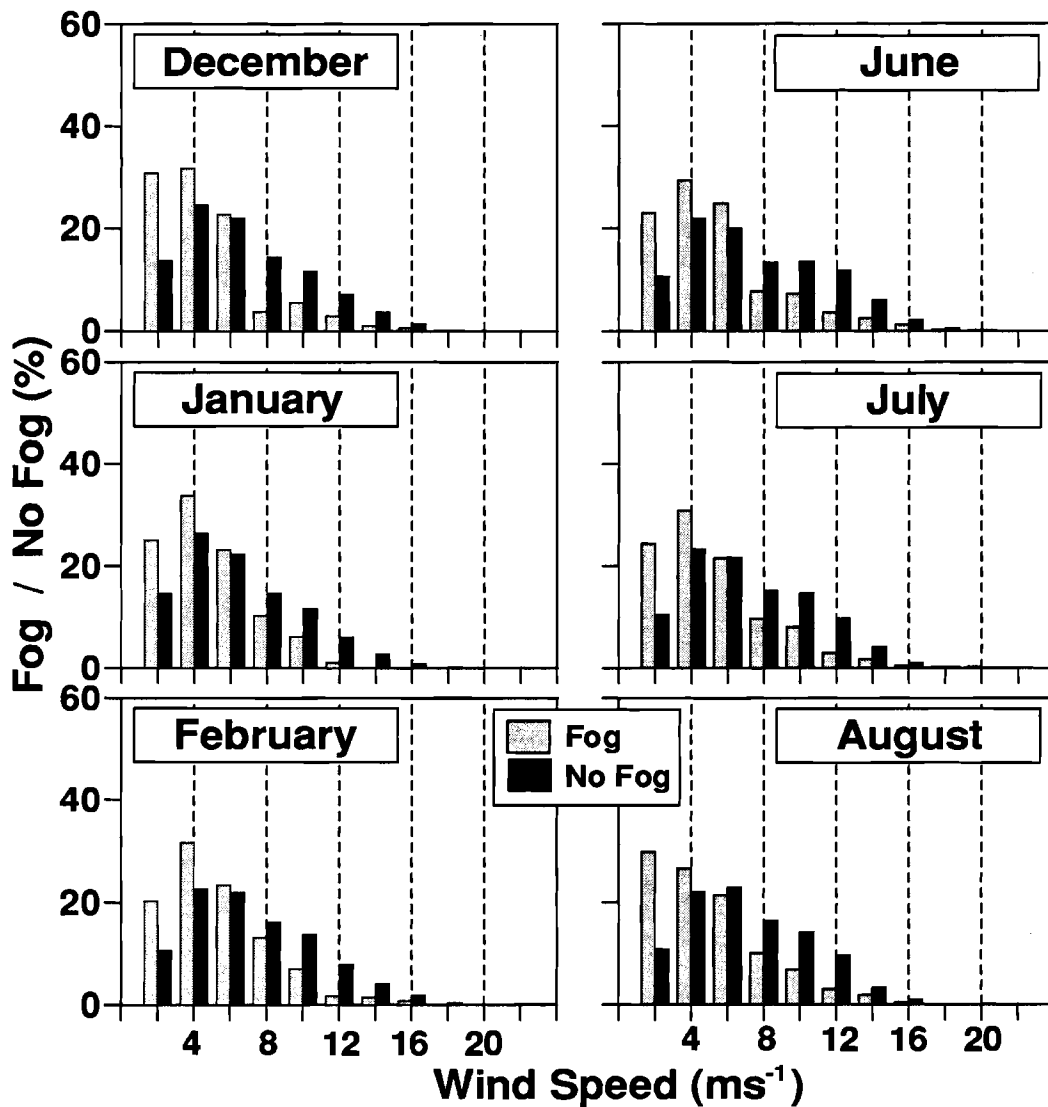 60
December
June
40
20
0
60
January
July
40
20
0
60
February
August
Fog
No Fog
40
20
0
4 8 12 16 20
4 8 12 16 20
Wind Speed (ms⁻¹)
Fog / No Fog (%)